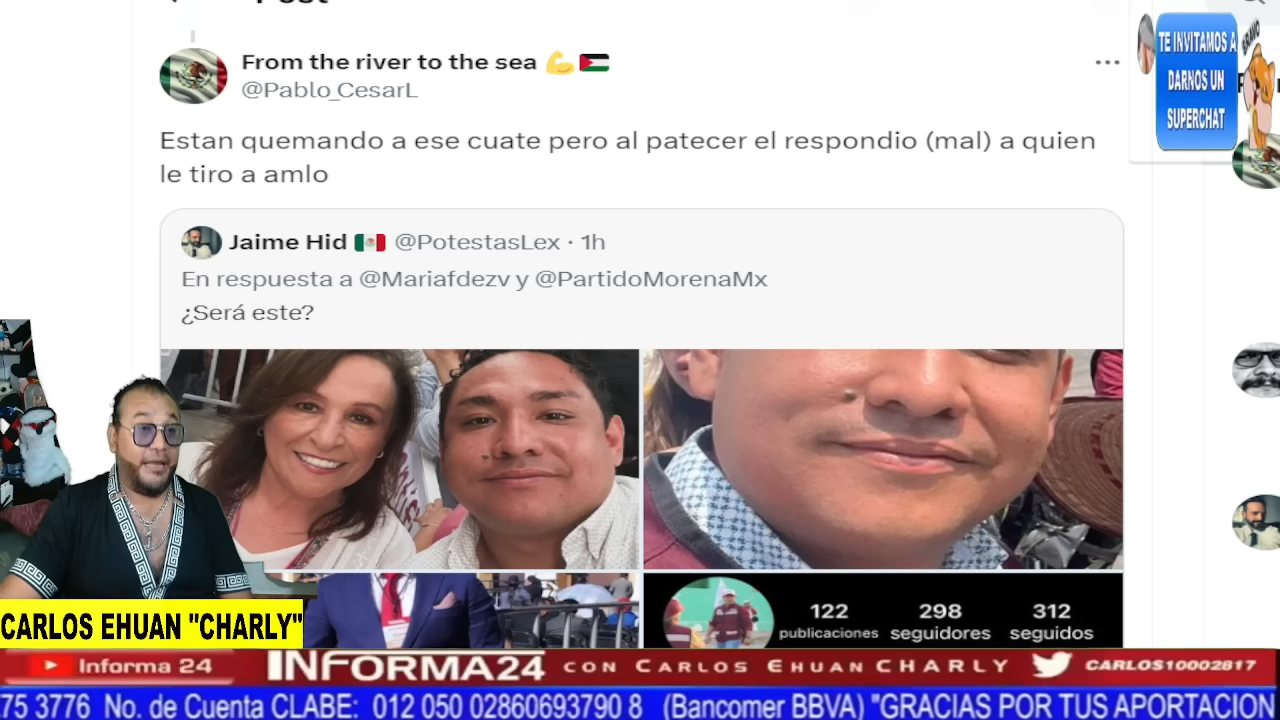 Post
From the river to the sea
@Pablo_CesarL
Estan quemando a ese cuate pero al patecer el respondio (mal) a quien
le tiro a amlo
Jaime Hid @PotestasLex · 1h
En respuesta a @Mariafdezv y @PartidoMorenaMx
¿Será este?
122 298 312
publicaciones seguidores seguidos
TE INVITAMOS A
DARNOS UN
SUPERCHAT
BRAVO
CARLOS EHUAN "CHARLY"
Informa 24 INFORMA24 CON CARLOS EHUAN CHARLY CARLOS10002817
75 3776 No. de Cuenta CLABE: 012 050 02860693790 8 (Bancomer BBVA) "GRACIAS POR TUS APORTACION